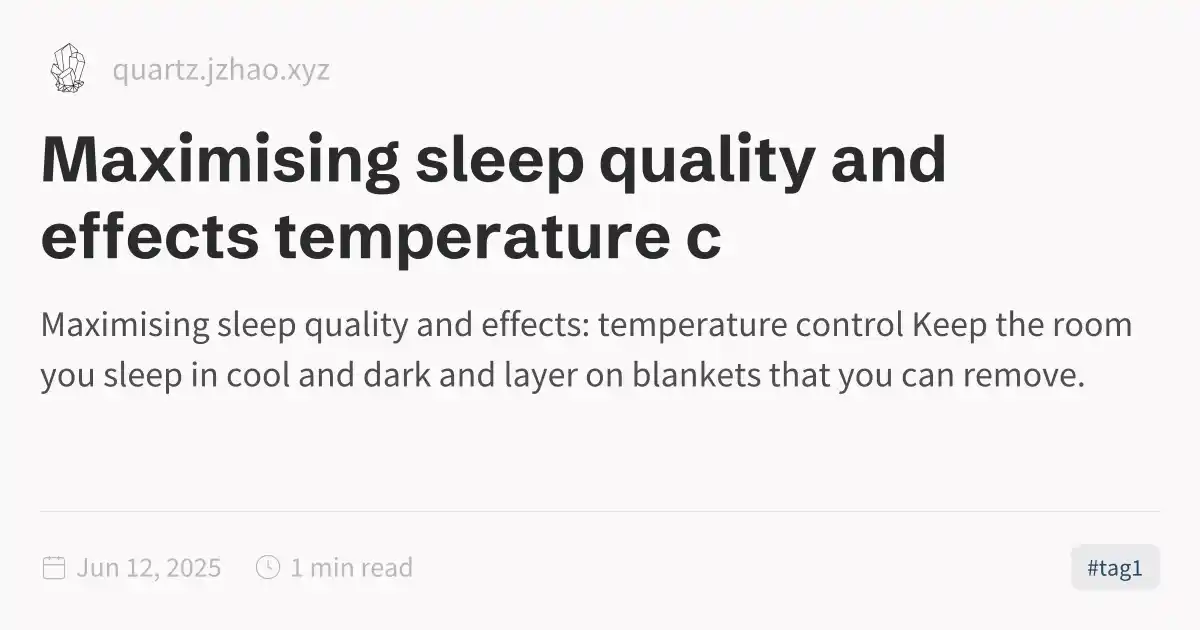 quartz.jzhao.xyz
Maximising sleep quality and
effects temperature c
Maximising sleep quality and effects: temperature control Keep the room
you sleep in cool and dark and layer on blankets that you can remove.
Jun 12, 2025 1 min read #tag1